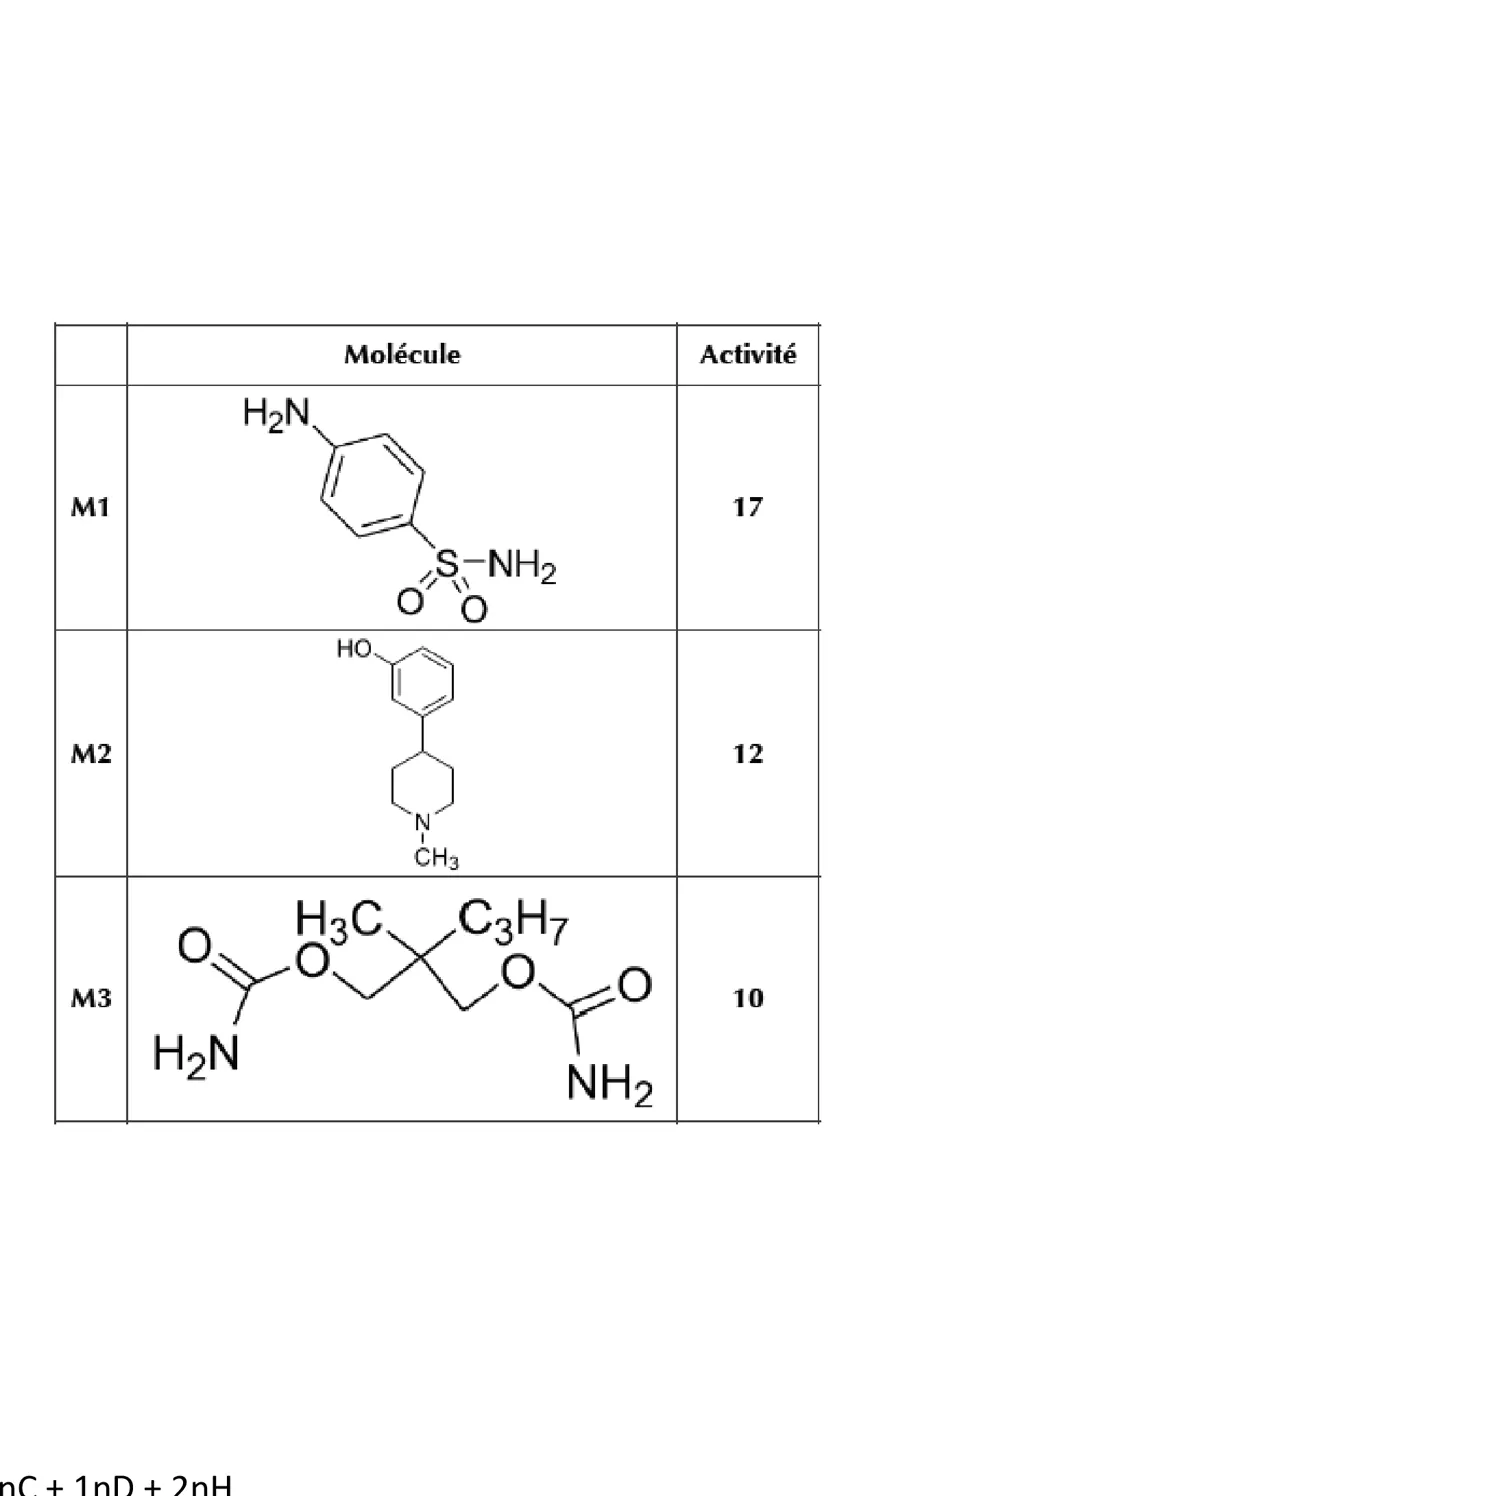 Molécule Activité
H2N
M1 17
S–NH2
O O
HO
M2 12
N
CH3
H3C C3H7
O O O O
M3 10
H2N
NH2
nC + 1nD + 2nH